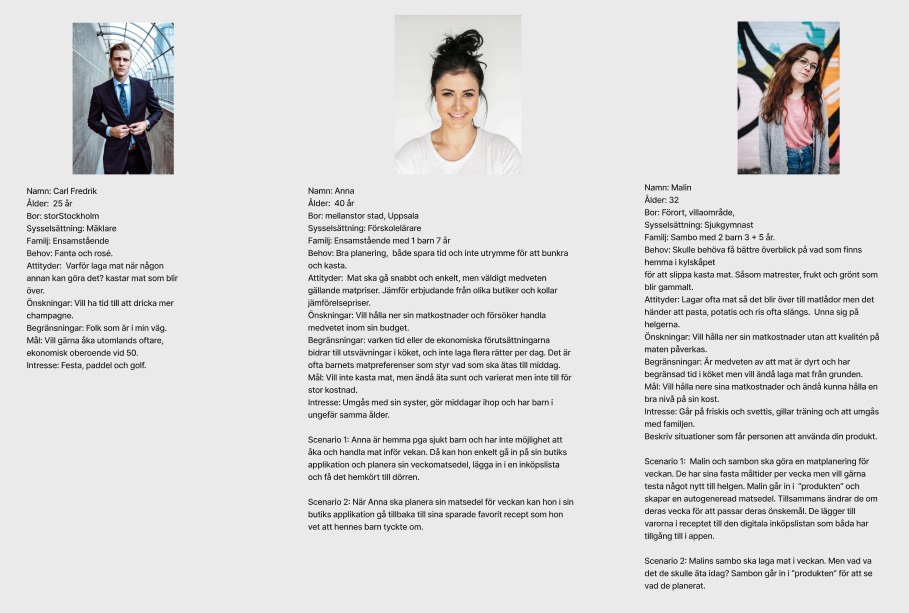 Namn: Carl Fredrik
Ålder: 25 år
Bor: storStockholm
Sysselsättning: Mäklare
Familj: Ensamstående
Behov: Fanta och rosé.
Attityder: Varför laga mat när någon
annan kan göra det? kastar mat som blir
över.
Önskningar: Vill ha tid till att dricka mer
champagne.
Begränsningar: Folk som är i min väg.
Mål: Vill gärna åka utomlands oftare,
ekonomisk oberoende vid 50.
Intresse: Festa, paddel och golf.
Namn: Anna
Ålder: 40 år
Bor: mellanstor stad, Uppsala
Sysselsättning: Förskolelärare
Familj: Ensamstående med 1 barn 7 år
Behov: Bra planering, både spara tid och inte utrymme för att bunkra
och kasta.
Attityder: Mat ska gå snabbt och enkelt, men väldigt medveten
gällande matpriser. Jämför erbjudande från olika butiker och kollar
jämförelsepriser.
Önskningar: Vill hålla ner sin matkostnader och försöker handla
medvetet inom sin budget.
Begränsningar: varken tid eller de ekonomiska förutsättningarna
bidrar till utsvävningar i köket, och inte laga flera rätter per dag. Det är
ofta barnets matpreferenser som styr vad som ska ätas till middag.
Mål: Vill inte kasta mat, men ändå äta sunt och varierat men inte till för
stor kostnad.
Intresse: Umgås med sin syster, gör middagar ihop och har barn i
ungefär samma ålder.
Scenario 1: Anna är hemma pga sjukt barn och har inte möjlighet att
åka och handla mat inför vekan. Då kan hon enkelt gå in på sin butiks
applikation och planera sin veckomatsedel, lägga in i en inköpslista
och få det hemkört till dörren.
Scenario 2: När Anna ska planera sin matsedel för veckan kan hon i sin
butiks applikation gå tillbaka till sina sparade favorit recept som hon
vet att hennes barn tyckte om.
Namn: Malin
Ålder: 32
Bor: Förort, villaområde,
Sysselsättning: Sjukgymnast
Familj: Sambo med 2 barn 3 + 5 år.
Behov: Skulle behöva få bättre överblick på vad som finns
hemma i kylskåpet
för att slippa kasta mat. Såsom matrester, frukt och grönt som
blir gammalt.
Attityder: Lagar ofta mat så det blir över till matlådor men det
händer att pasta, potatis och ris ofta slängs. Unna sig på
helgerna.
Önskningar: Vill hålla ner sin matkostnader utan att kvalitén på
maten påverkas.
Begränsningar: Är medveten av att mat är dyrt och har
begränsad tid i köket men vill ändå laga mat från grunden.
Mål: Vill hålla nere sina matkostnader och ändå kunna hålla en
bra nivå på sin kost.
Intresse: Går på friskis och svettis, gillar träning och att umgås
med familjen.
Beskriv situationer som får personen att använda din produkt.
Scenario 1: Malin och sambon ska göra en matplanering för
veckan. De har sina fasta måltider per vecka men vill gärna
testa något nytt till helgen. Malin går in i "produkten" och
skapar en autogenererad matsedel. Tillsammans ändrar de om
deras vecka för att passar deras önskemål. De lägger till
varorna i receptet till den digitala inköpslistan som båda har
tillgång till i appen.
Scenario 2: Malins sambo ska laga mat i veckan. Men vad va
det de skulle äta idag? Sambon går in i "produkten" för att se
vad de planerat.